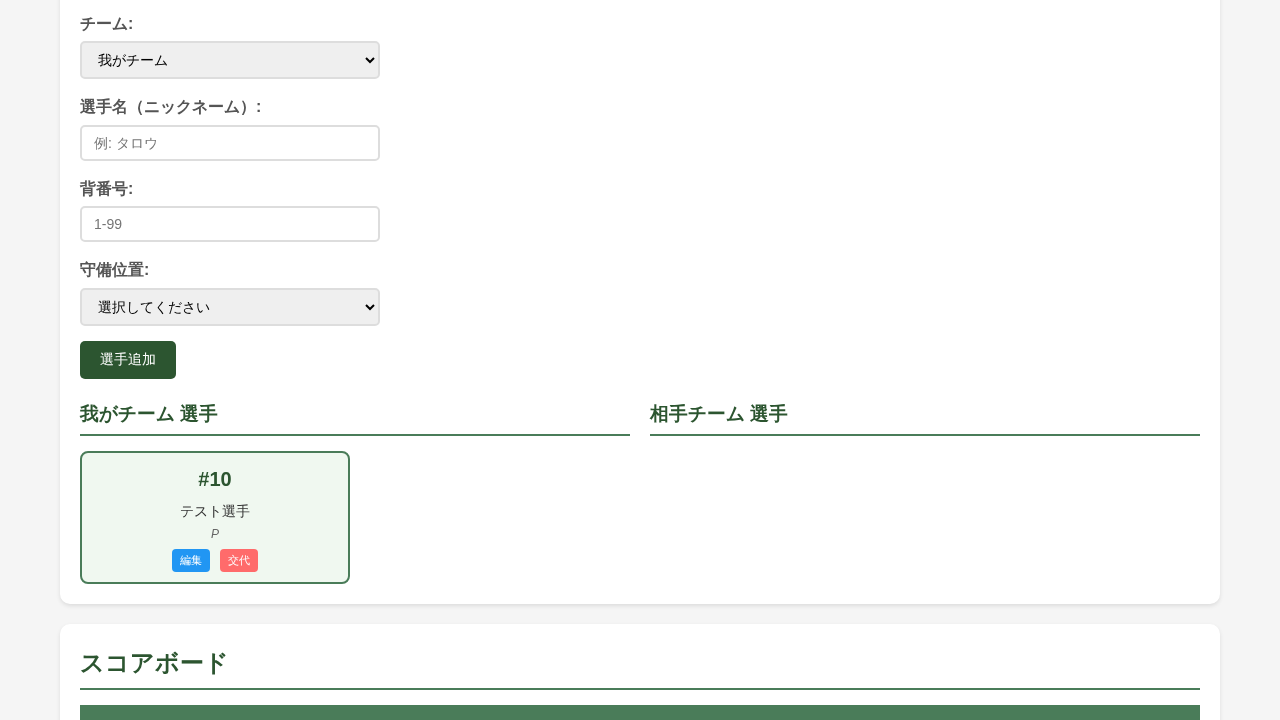 チーム:
我がチーム
選手名（ニックネーム）:
例: タロウ
背番号:
1-99
守備位置:
選択してください
選手追加
我がチーム 選手
相手チーム 選手
#10
テスト選手
P
編集 交代
スコアボード